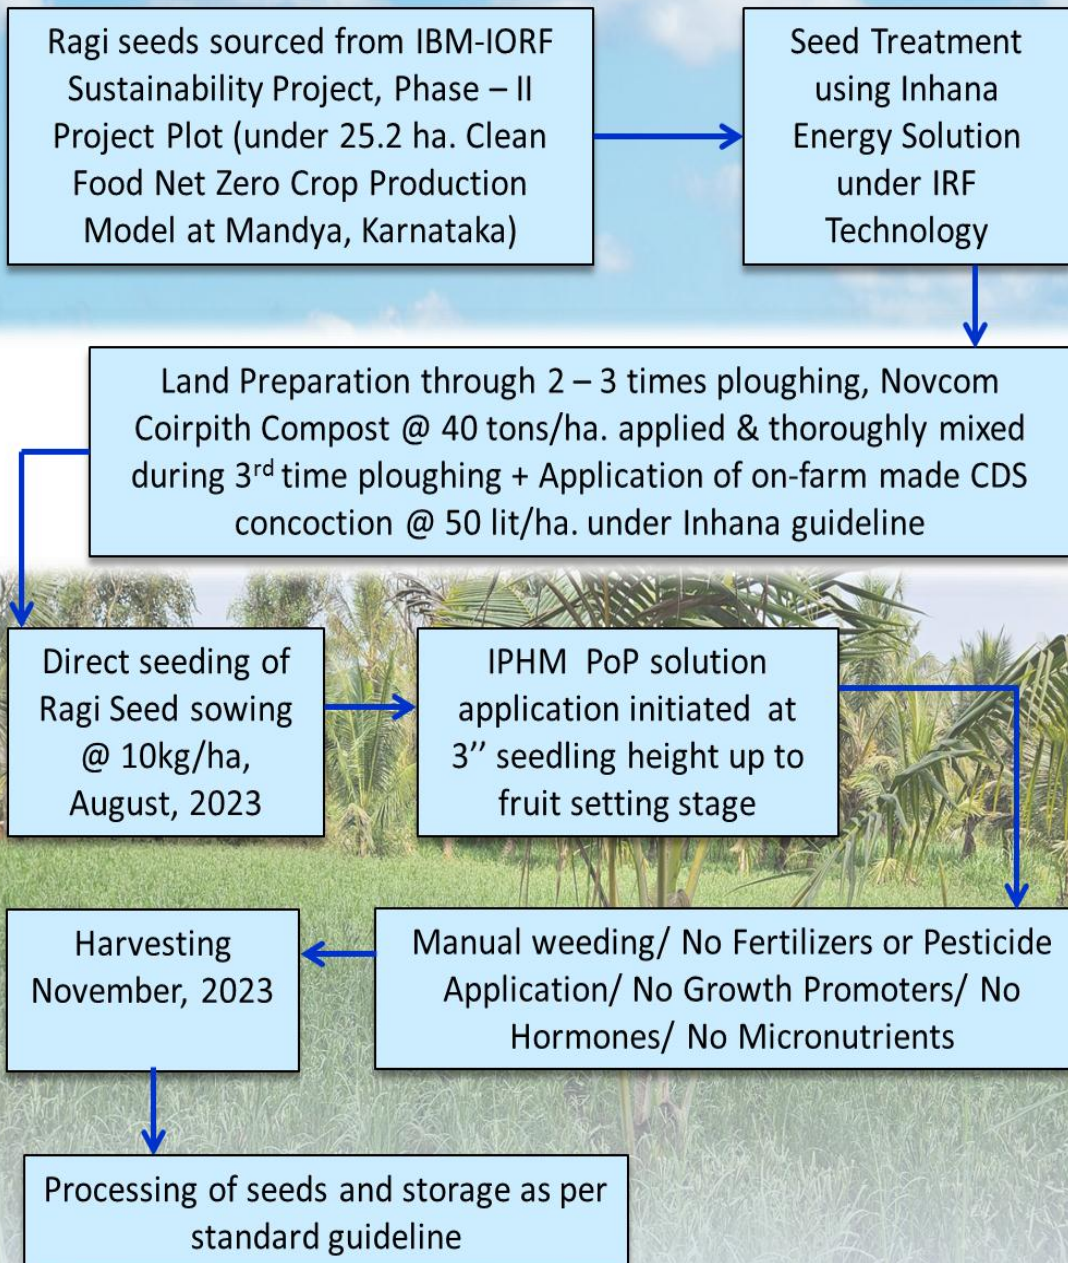 Ragi seeds sourced from IBM-IORF
Sustainability Project, Phase – II
Project Plot (under 25.2 ha. Clean
Food Net Zero Crop Production
Model at Mandya, Karnataka)
Seed Treatment
using Inhana
Energy Solution
under IRF
Technology
Land Preparation through 2 – 3 times ploughing, Novcom
Coirpith Compost @ 40 tons/ha. applied & thoroughly mixed
during 3rd time ploughing + Application of on-farm made CDS
concoction @ 50 lit/ha. under Inhana guideline
Direct seeding of
Ragi Seed sowing
@ 10kg/ha,
August, 2023
IPHM PoP solution
application initiated at
3’’ seedling height up to
fruit setting stage
Manual weeding/ No Fertilizers or Pesticide
Application/ No Growth Promoters/ No
Hormones/ No Micronutrients
Harvesting
November, 2023
Processing of seeds and storage as per
standard guideline